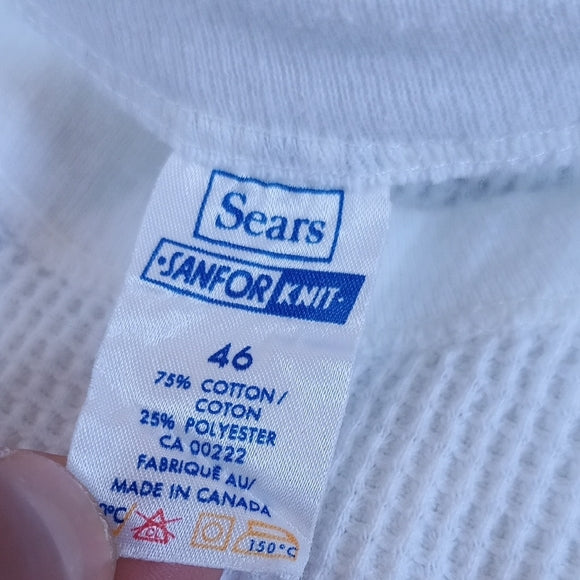 Sears
·SANFOR KNIT·
46
75% COTTON/
COTON
25% POLYESTER
CA 00222
FABRIQUÉ AU/
MADE IN CANADA
150°C